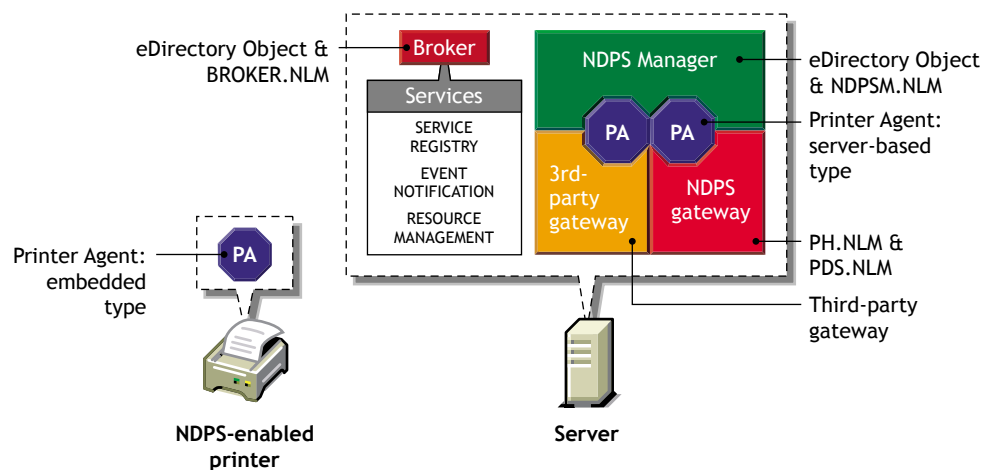 eDirectory Object &
BROKER.NLM
Broker
Services
SERVICE
REGISTRY
EVENT
NOTIFICATION
RESOURCE
MANAGEMENT
NDPS Manager
PA
PA
3rd-
party
gateway
NDPS
gateway
eDirectory Object
& NDPSM.NLM
Printer Agent:
server-based
type
PH.NLM &
PDS.NLM
Third-party
gateway
Printer Agent:
embedded
type
PA
NDPS-enabled
printer
Server